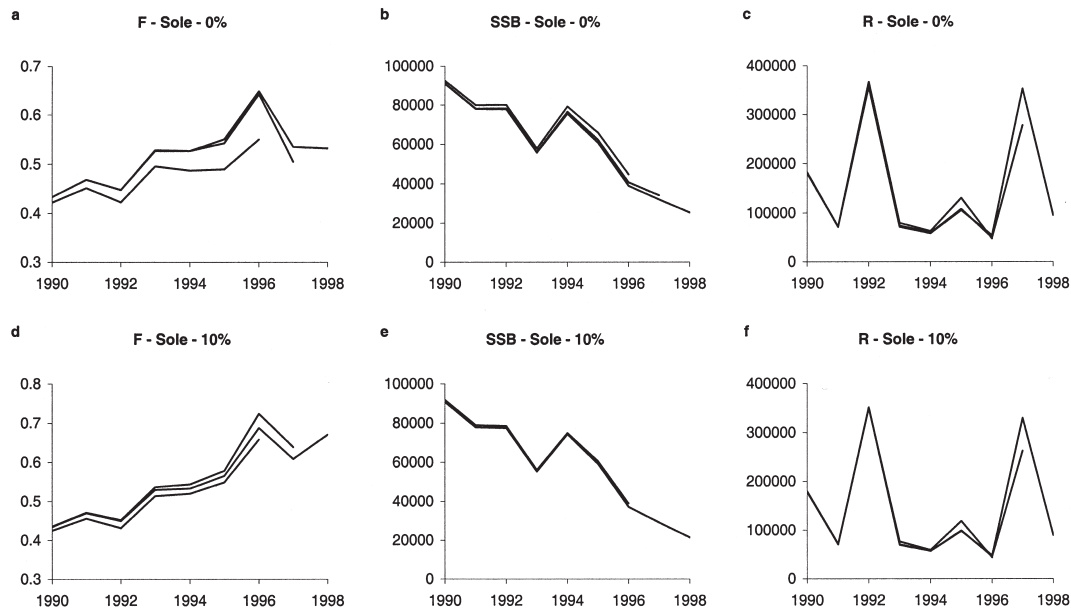 a F - Sole - 0% b SSB - Sole - 0% c R - Sole - 0%
0.7 100000 400000
0.6 80000 300000
0.5 60000 200000
0.4 40000 100000
0.3 20000 0
0
1990 1992 1994 1996 1998 1990 1992 1994 1996 1998 1990 1992 1994 1996 1998
d F - Sole - 10% e SSB - Sole - 10% f R - Sole - 10%
0.8 100000 400000
0.7 80000 300000
0.6 60000 200000
0.5 40000 100000
0.4 20000 0
0.3 0
1990 1992 1994 1996 1998 1990 1992 1994 1996 1998 1990 1992 1994 1996 1998